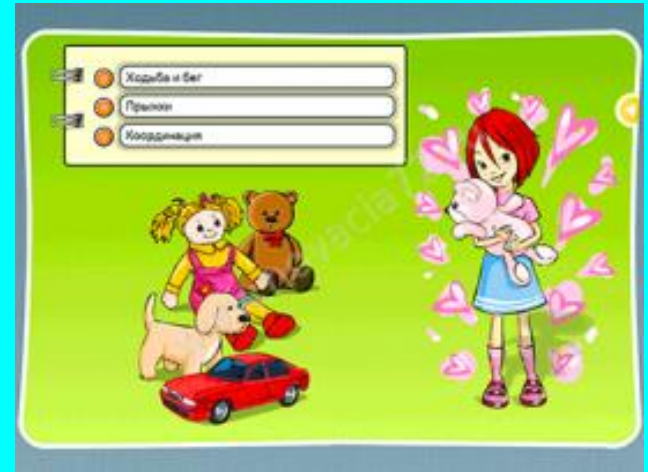 Ходьба и бег
Прыжки
Координация